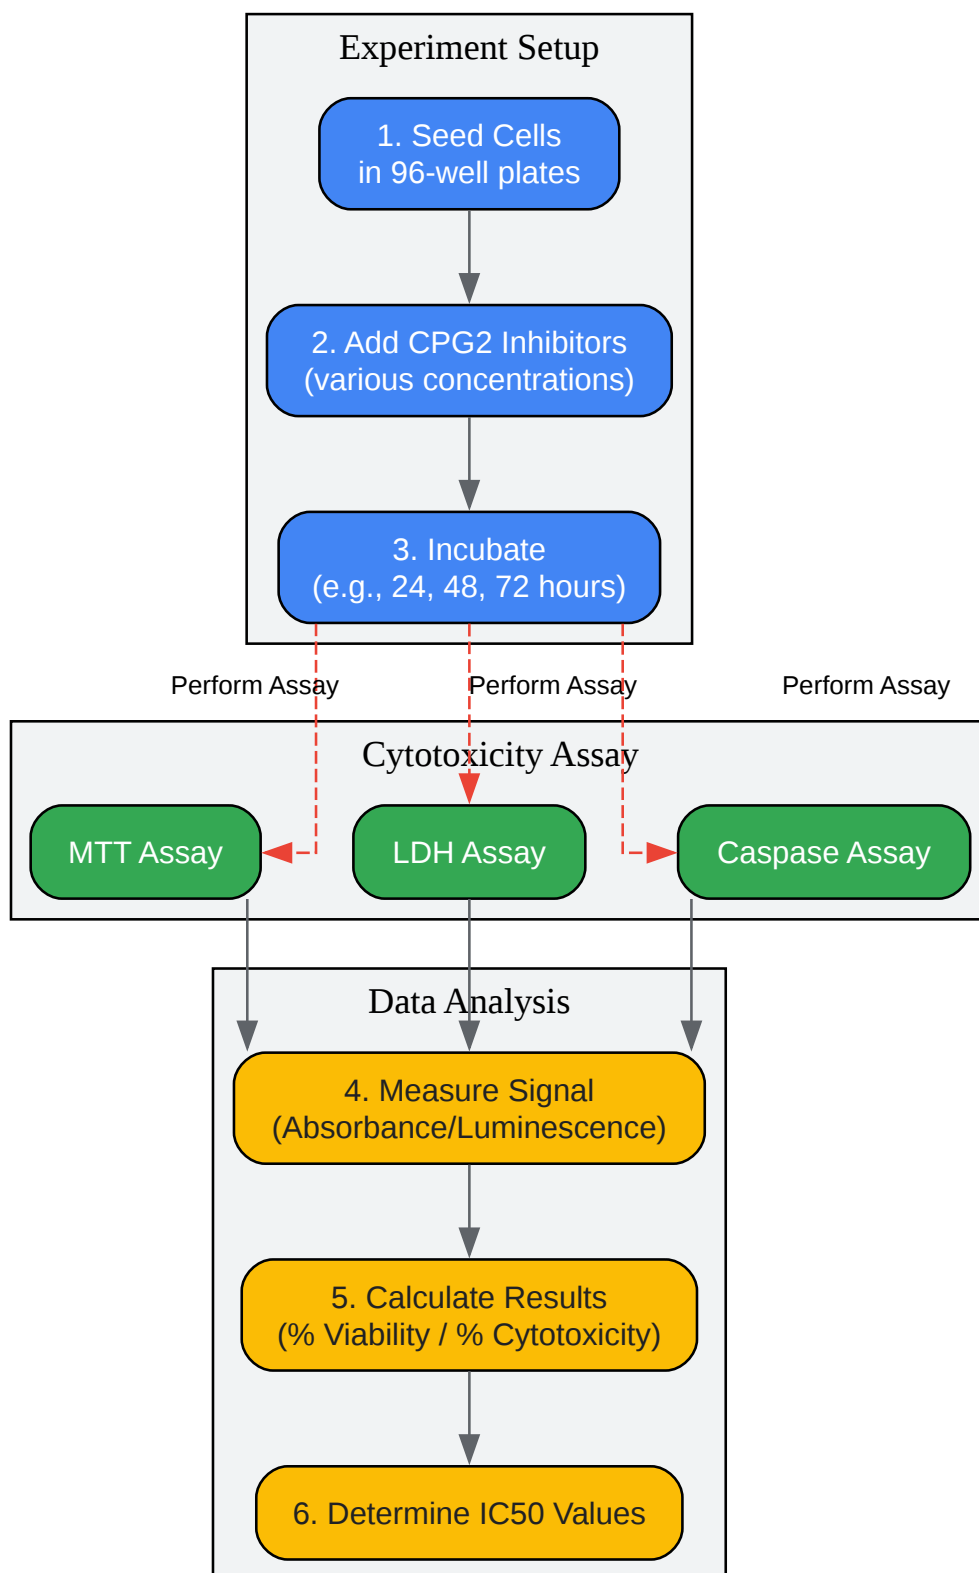 Experiment Setup
1. Seed Cells
in 96-well plates
2. Add CPG2 Inhibitors
(various concentrations)
3. Incubate
(e.g., 24, 48, 72 hours)
Perform Assay
Perform Assay
Perform Assay
Cytotoxicity Assay
MTT Assay
LDH Assay
Caspase Assay
Data Analysis
4. Measure Signal
(Absorbance/Luminescence)
5. Calculate Results
(% Viability / % Cytotoxicity)
6. Determine IC50 Values